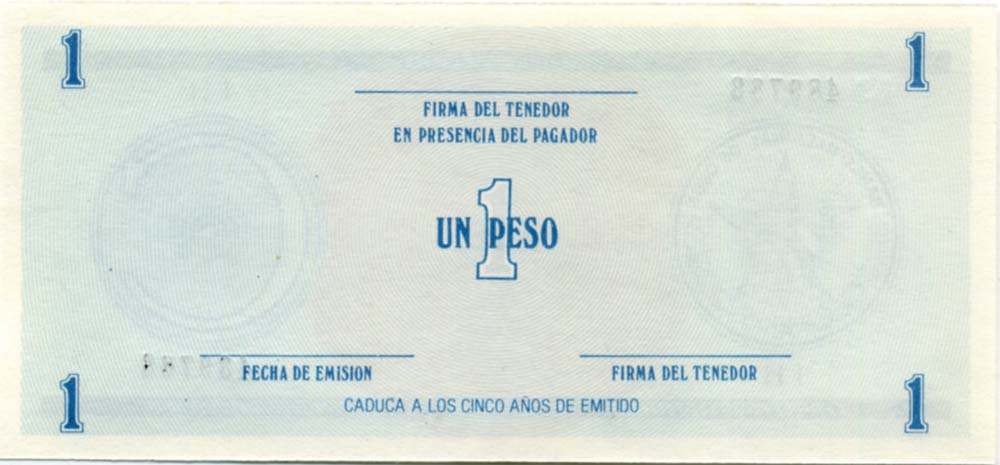 1 1
FIRMA DEL TENEDOR
EN PRESENCIA DEL PAGADOR
1
UN PESO
FECHA DE EMISION FIRMA DEL TENEDOR
CADUCA A LOS CINCO AÑOS DE EMITIDO
1 1